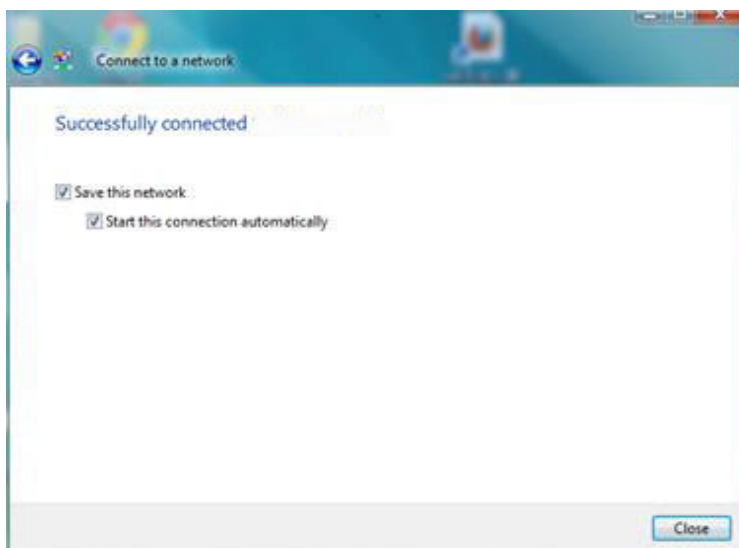 Connect to a network
Successfully connected
Save this network
Start this connection automatically
Close